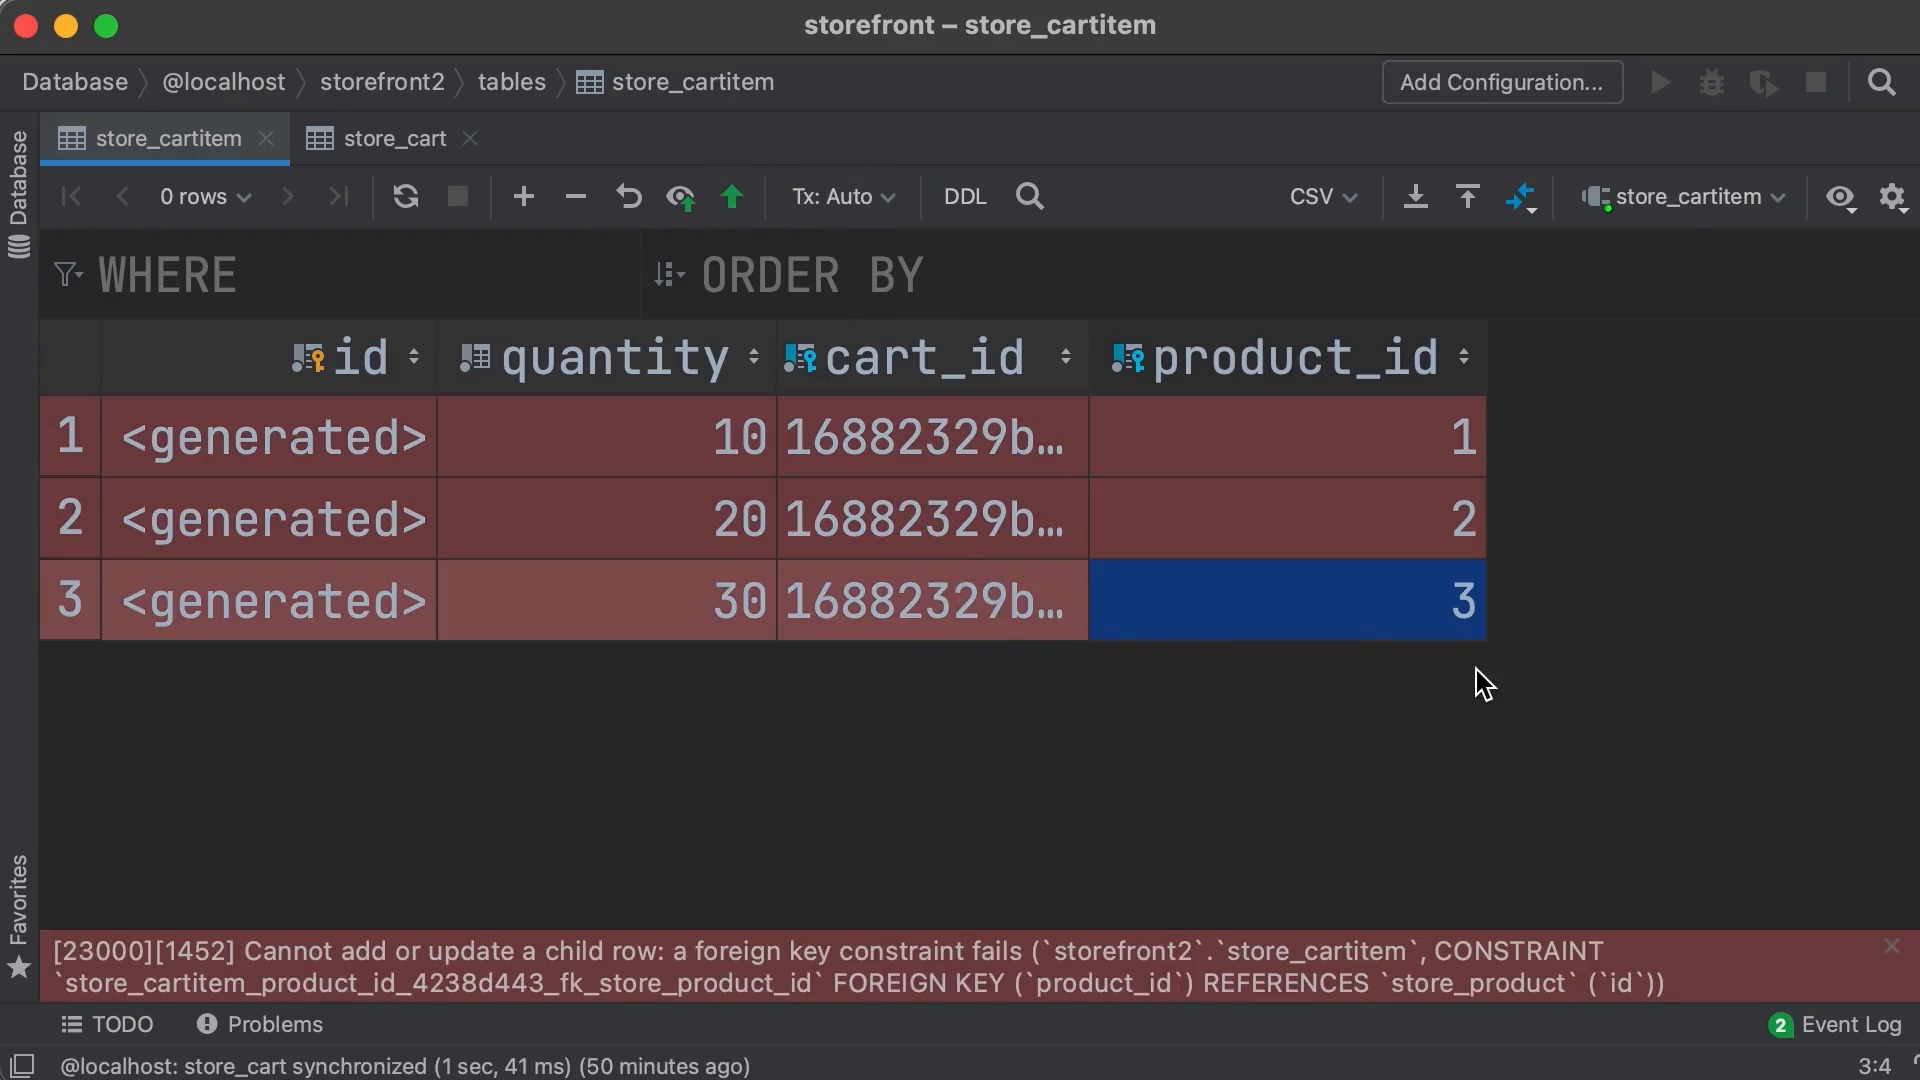 storefront – store_cartitem
Database @localhost storefront2 tables store_cartitem Add Configuration...
store_cartitem store_cart
0 rows Tx: Auto DDL CSV store_cartitem
WHERE ORDER BY
id quantity cart_id product_id
1 <generated> 10 16882329b… 1
2 <generated> 20 16882329b… 2
3 <generated> 30 16882329b… 3
Database
Favorites
[23000][1452] Cannot add or update a child row: a foreign key constraint fails (`storefront2`.`store_cartitem`, CONSTRAINT
`store_cartitem_product_id_4238d443_fk_store_product_id` FOREIGN KEY (`product_id`) REFERENCES `store_product` (`id`))
TODO Problems 2 Event Log
@localhost: store_cart synchronized (1 sec, 41 ms) (50 minutes ago) 3:4